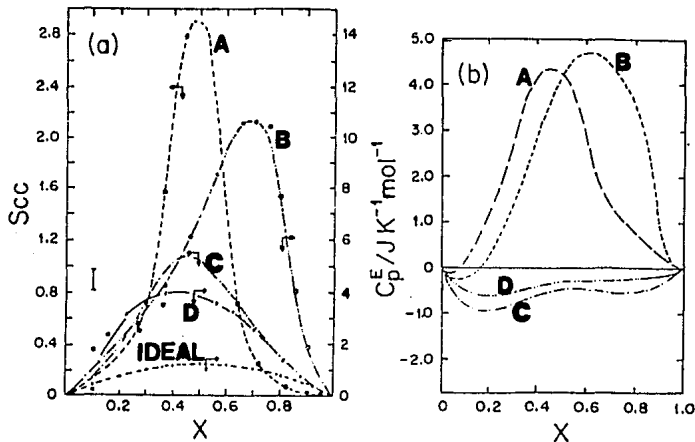 (a)
2.8
2.4
2.0
1.6
1.2
0.8
0.4
0
Scc
14
12
10
8
6
4
2
0
A
B
C
D
IDEAL
0.2 0.4 0.6 0.8
X
(b)
5.0
4.0
3.0
2.0
1.0
0
-1.0
-2.0
C_p^E/J K⁻¹mol⁻¹
A
B
D
C
0 0.2 0.4 0.6 0.8 1.0
X